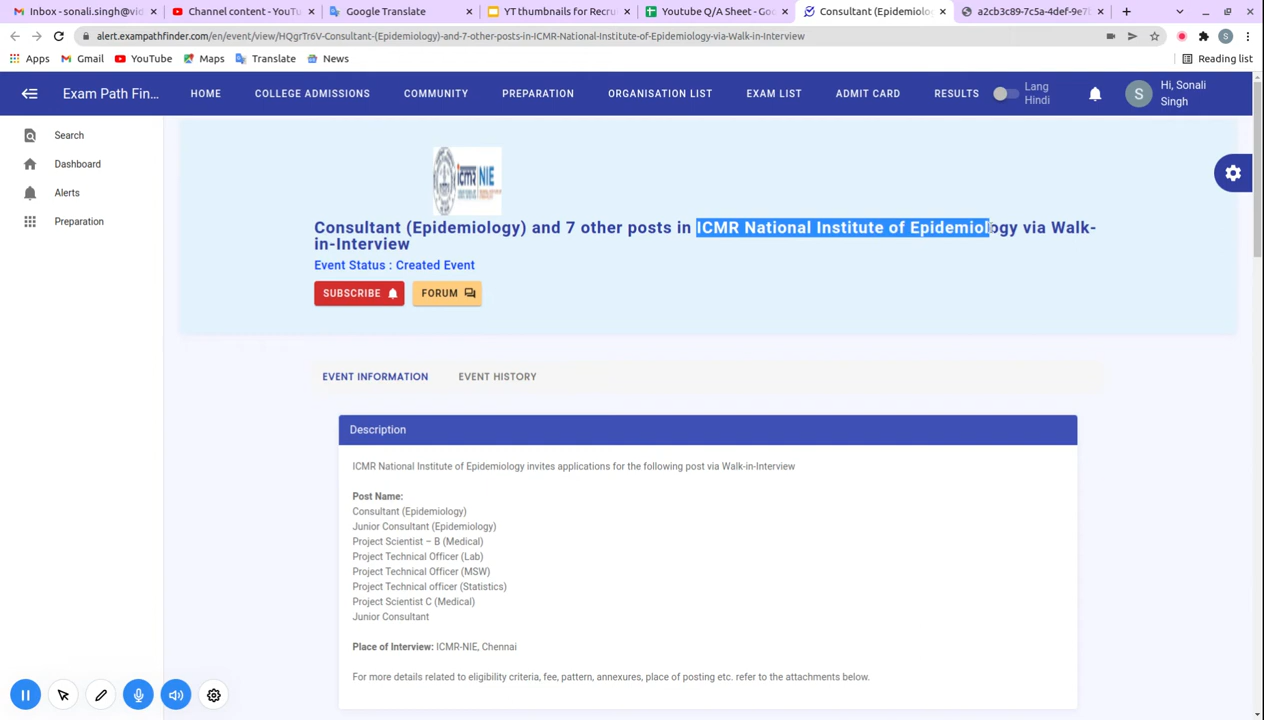 Inbox - sonali.singh@vid
Channel content - YouTu
Google Translate
YT thumbnails for Recru
Youtube Q/A Sheet - Goo
Consultant (Epidemiolo
a2cb3c89-7c5a-4def-9e7
alert.exampathfinder.com/en/event/view/HQgrTr6V-Consultant-(Epidemiology)-and-7-other-posts-in-ICMR-National-Institute-of-Epidemiology-via-Walk-in-Interview
Apps
Gmail
YouTube
Maps
Translate
News
Reading list
Exam Path Fin...
HOME
COLLEGE ADMISSIONS
COMMUNITY
PREPARATION
ORGANISATION LIST
EXAM LIST
ADMIT CARD
RESULTS
Lang
Hindi
S
Hi, Sonali
Singh
Search
Dashboard
Alerts
Preparation
icmr NIE
Consultant (Epidemiology) and 7 other posts in ICMR National Institute of Epidemiology via Walk-
in-Interview
Event Status : Created Event
SUBSCRIBE
FORUM
EVENT INFORMATION
EVENT HISTORY
Description
ICMR National Institute of Epidemiology invites applications for the following post via Walk-in-Interview
Post Name:
Consultant (Epidemiology)
Junior Consultant (Epidemiology)
Project Scientist – B (Medical)
Project Technical Officer (Lab)
Project Technical Officer (MSW)
Project Technical officer (Statistics)
Project Scientist C (Medical)
Junior Consultant
Place of Interview: ICMR-NIE, Chennai
For more details related to eligibility criteria, fee, pattern, annexures, place of posting etc. refer to the attachments below.